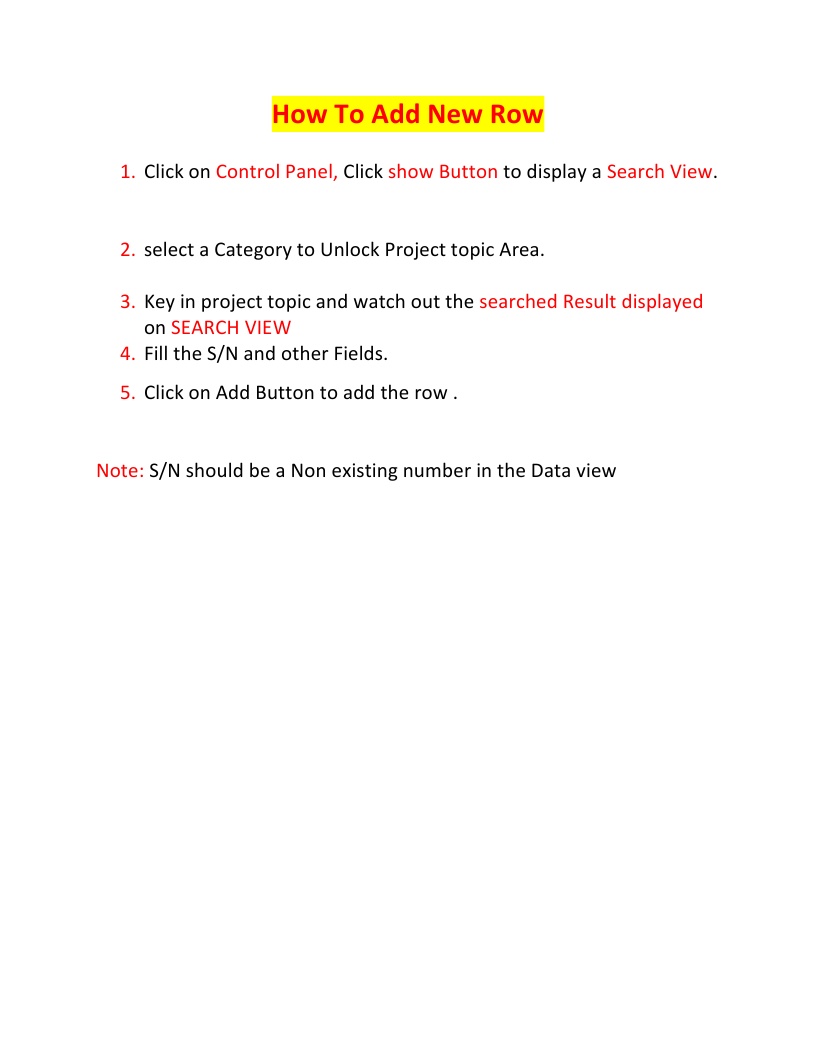 How To Add New Row
1. Click on Control Panel, Click show Button to display a Search View.
2. select a Category to Unlock Project topic Area.
3. Key in project topic and watch out the searched Result displayed
on SEARCH VIEW
4. Fill the S/N and other Fields.
5. Click on Add Button to add the row .
Note: S/N should be a Non existing number in the Data view